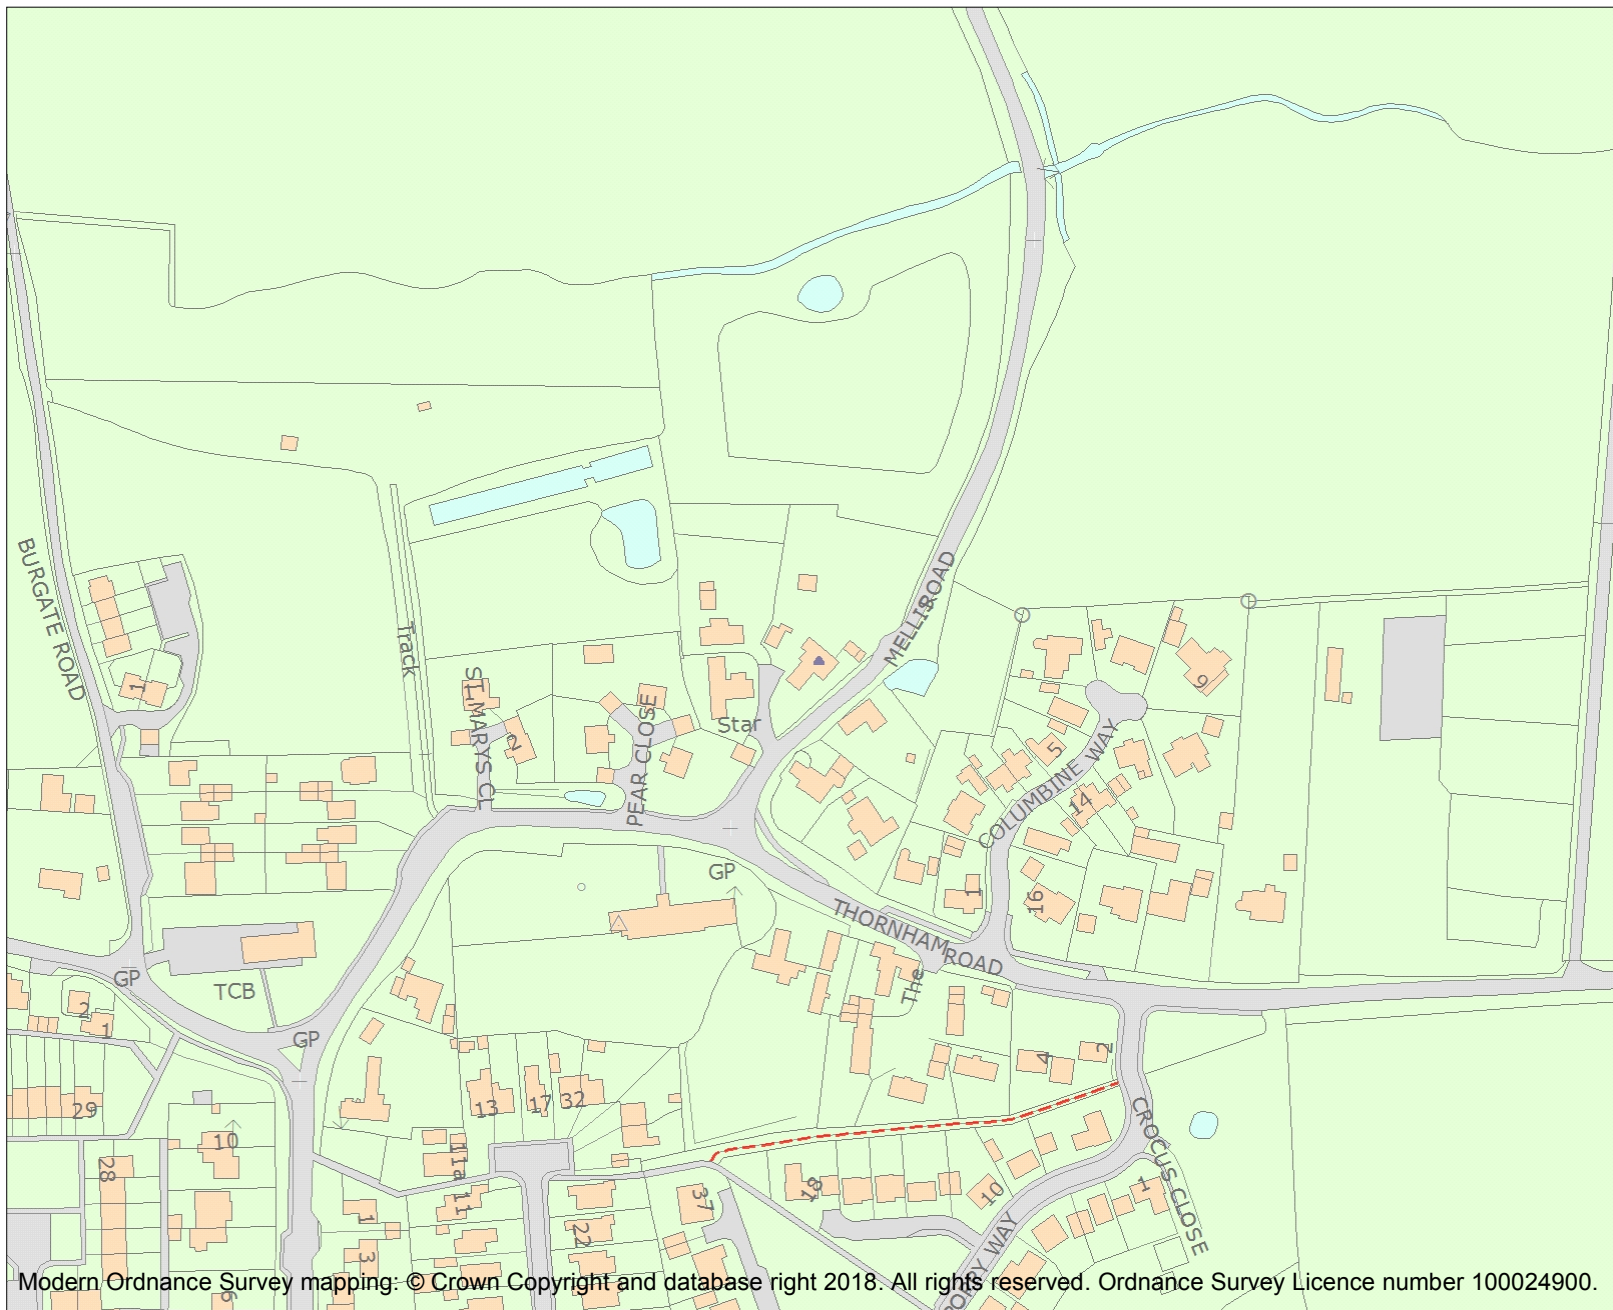 BURGATE ROAD
Track
ST MARYS CL
PEAR CLOSE
Star
MELLIS ROAD
COLUMBINE WAY
THORNHAM ROAD
The
CROCUS CLOSE
GP
TCB
GP
GP
1
2
9
5
14
1
16
2
1
29
10
28
13
17
32
11a
11
1
3
6
22
37
18
10
4
2
1
Modern Ordnance Survey mapping: © Crown Copyright and database right 2018. All rights reserved. Ordnance Survey Licence number 100024900.